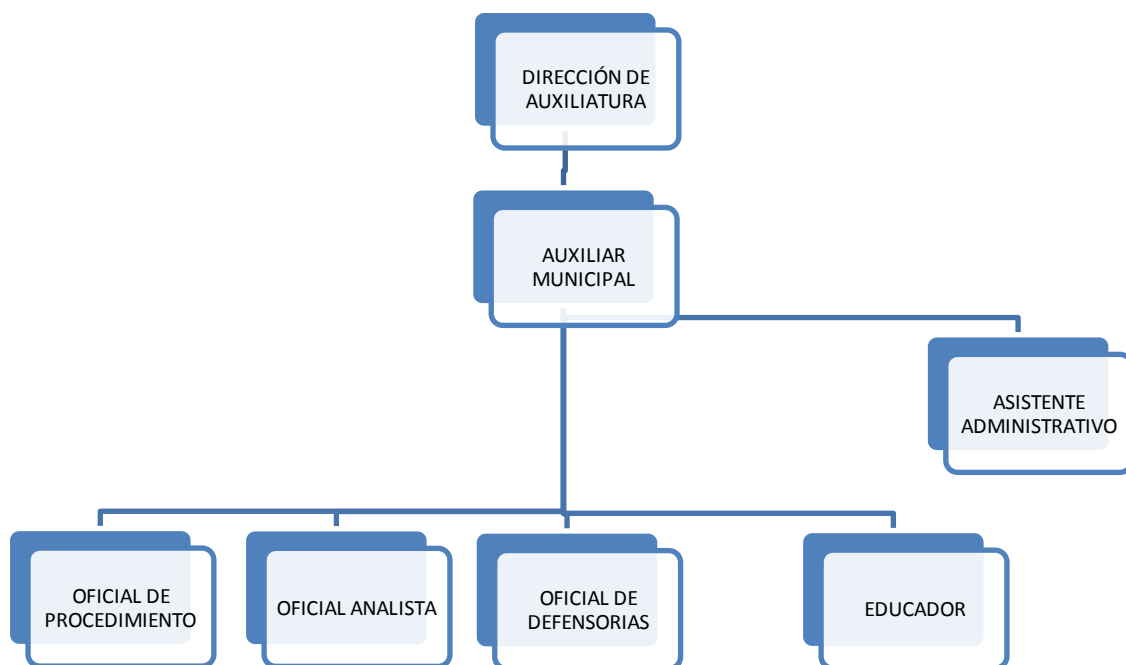 DIRECCIÓN DE
AUXILIATURA
AUXILIAR
MUNICIPAL
ASISTENTE
ADMINISTRATIVO
OFICIAL DE
PROCEDIMIENTO
OFICIAL ANALISTA
OFICIAL DE
DEFENSORIAS
EDUCADOR